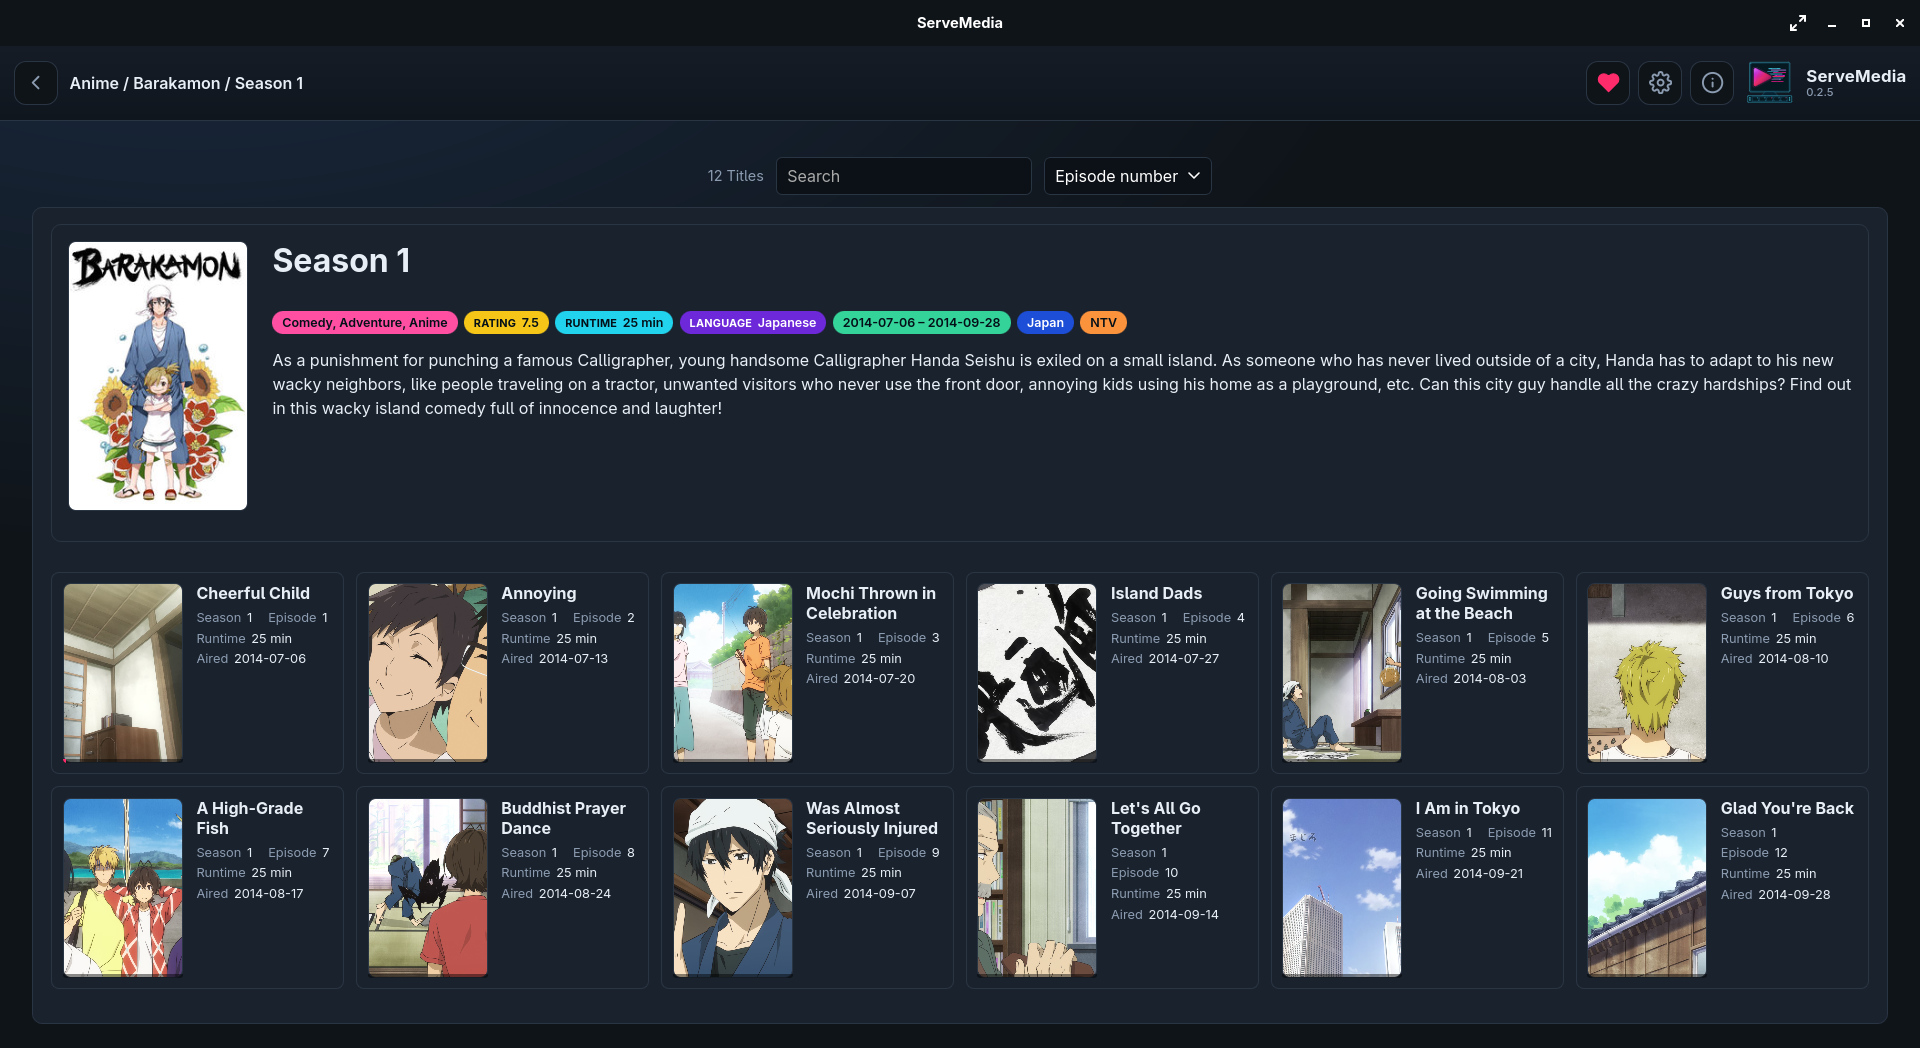 ServeMedia
Anime / Barakamon / Season 1
ServeMedia
0.2.5
12 Titles
Search
Episode number
BARAKAMON
Season 1
Comedy, Adventure, Anime
RATING 7.5
RUNTIME 25 min
LANGUAGE Japanese
2014-07-06 – 2014-09-28
Japan
NTV
As a punishment for punching a famous Calligrapher, young handsome Calligrapher Handa Seishu is exiled on a small island. As someone who has never lived outside of a city, Handa has to adapt to his new
wacky neighbors, like people traveling on a tractor, unwanted visitors who never use the front door, annoying kids using his home as a playground, etc. Can this city guy handle all the crazy hardships? Find out
in this wacky island comedy full of innocence and laughter!
Cheerful Child
Season 1 Episode 1
Runtime 25 min
Aired 2014-07-06
Annoying
Season 1 Episode 2
Runtime 25 min
Aired 2014-07-13
Mochi Thrown in
Celebration
Season 1 Episode 3
Runtime 25 min
Aired 2014-07-20
Island Dads
Season 1 Episode 4
Runtime 25 min
Aired 2014-07-27
Going Swimming
at the Beach
Season 1 Episode 5
Runtime 25 min
Aired 2014-08-03
Guys from Tokyo
Season 1 Episode 6
Runtime 25 min
Aired 2014-08-10
A High-Grade
Fish
Season 1 Episode 7
Runtime 25 min
Aired 2014-08-17
Buddhist Prayer
Dance
Season 1 Episode 8
Runtime 25 min
Aired 2014-08-24
Was Almost
Seriously Injured
Season 1 Episode 9
Runtime 25 min
Aired 2014-09-07
Let's All Go
Together
Season 1
Episode 10
Runtime 25 min
Aired 2014-09-14
I Am in Tokyo
Season 1 Episode 11
Runtime 25 min
Aired 2014-09-21
Glad You're Back
Season 1
Episode 12
Runtime 25 min
Aired 2014-09-28